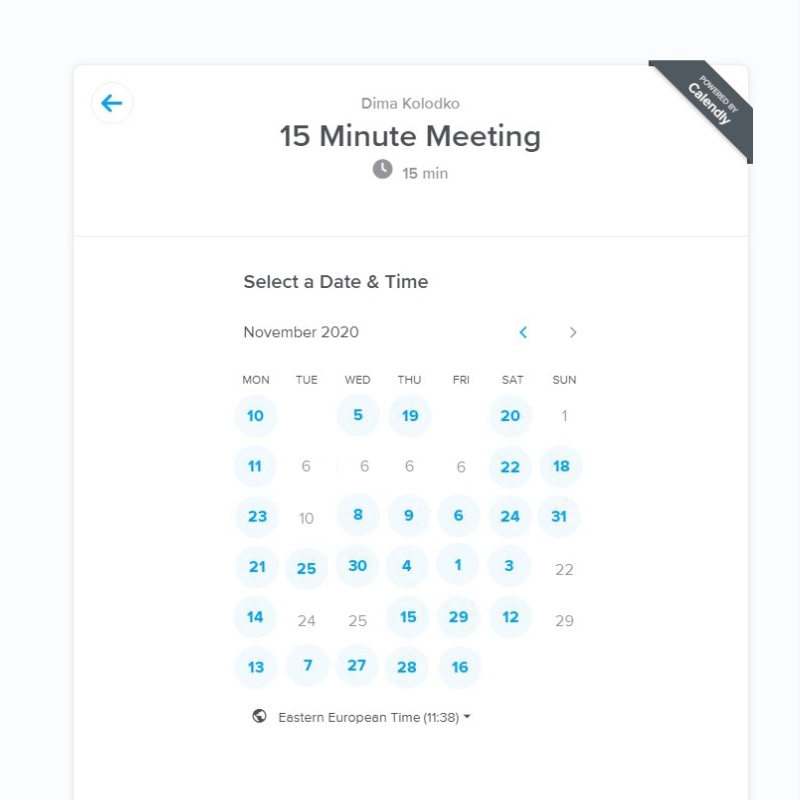 POWERED BY
Calendly
Dima Kolodko
15 Minute Meeting
15 min
Select a Date & Time
November 2020
MON TUE WED THU FRI SAT SUN
10 5 19 20 1
11 6 6 6 6 22 18
23 10 8 9 6 24 31
21 25 30 4 1 3 22
14 24 25 15 29 12 29
13 7 27 28 16
Eastern European Time (11:38)